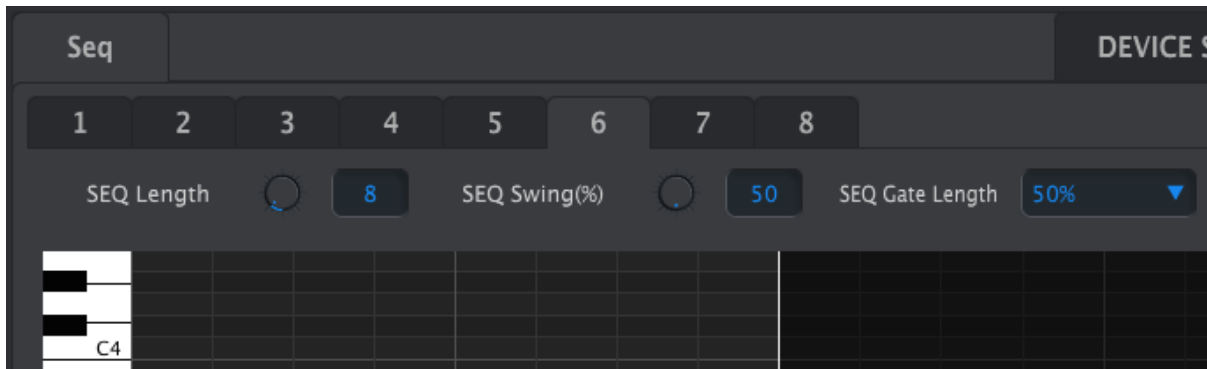 Seq DEVICE S
1 2 3 4 5 6 7 8
SEQ Length 8 SEQ Swing(%) 50 SEQ Gate Length 50%
C4